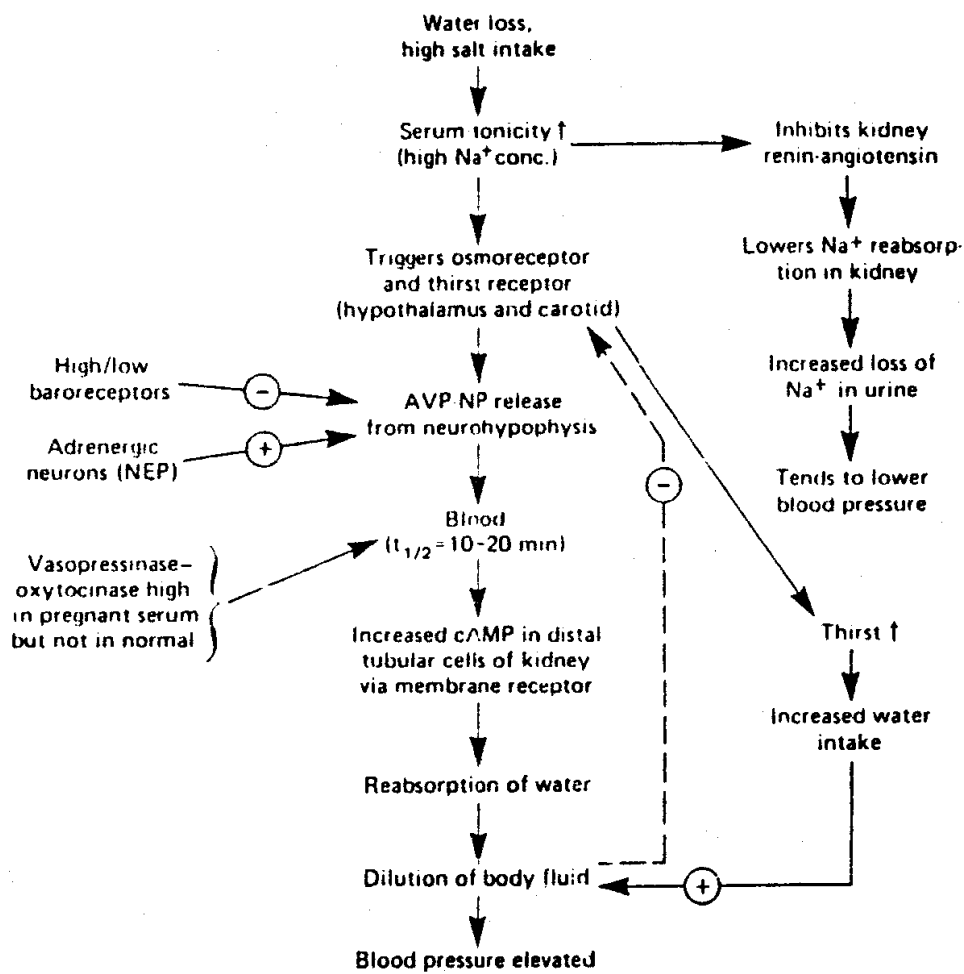 Water loss,
high salt intake
Serum tonicity ↑
(high Na⁺ conc.)
Inhibits kidney
renin-angiotensin
Triggers osmoreceptor
and thirst receptor
(hypothalamus and carotid)
Lowers Na⁺ reabsorp-
tion in kidney
High/low
baroreceptors
−
AVP-NP release
from neurohypophysis
Adrenergic
neurons (NEP)
+
Increased loss of
Na⁺ in urine
Tends to lower
blood pressure
−
Blood
(t₁/₂ = 10-20 min)
Vasopressinase–
oxytocinase high
in pregnant serum
but not in normal
Increased cAMP in distal
tubular cells of kidney
via membrane receptor
Thirst ↑
Increased water
intake
Reabsorption of water
Dilution of body fluid
+
Blood pressure elevated